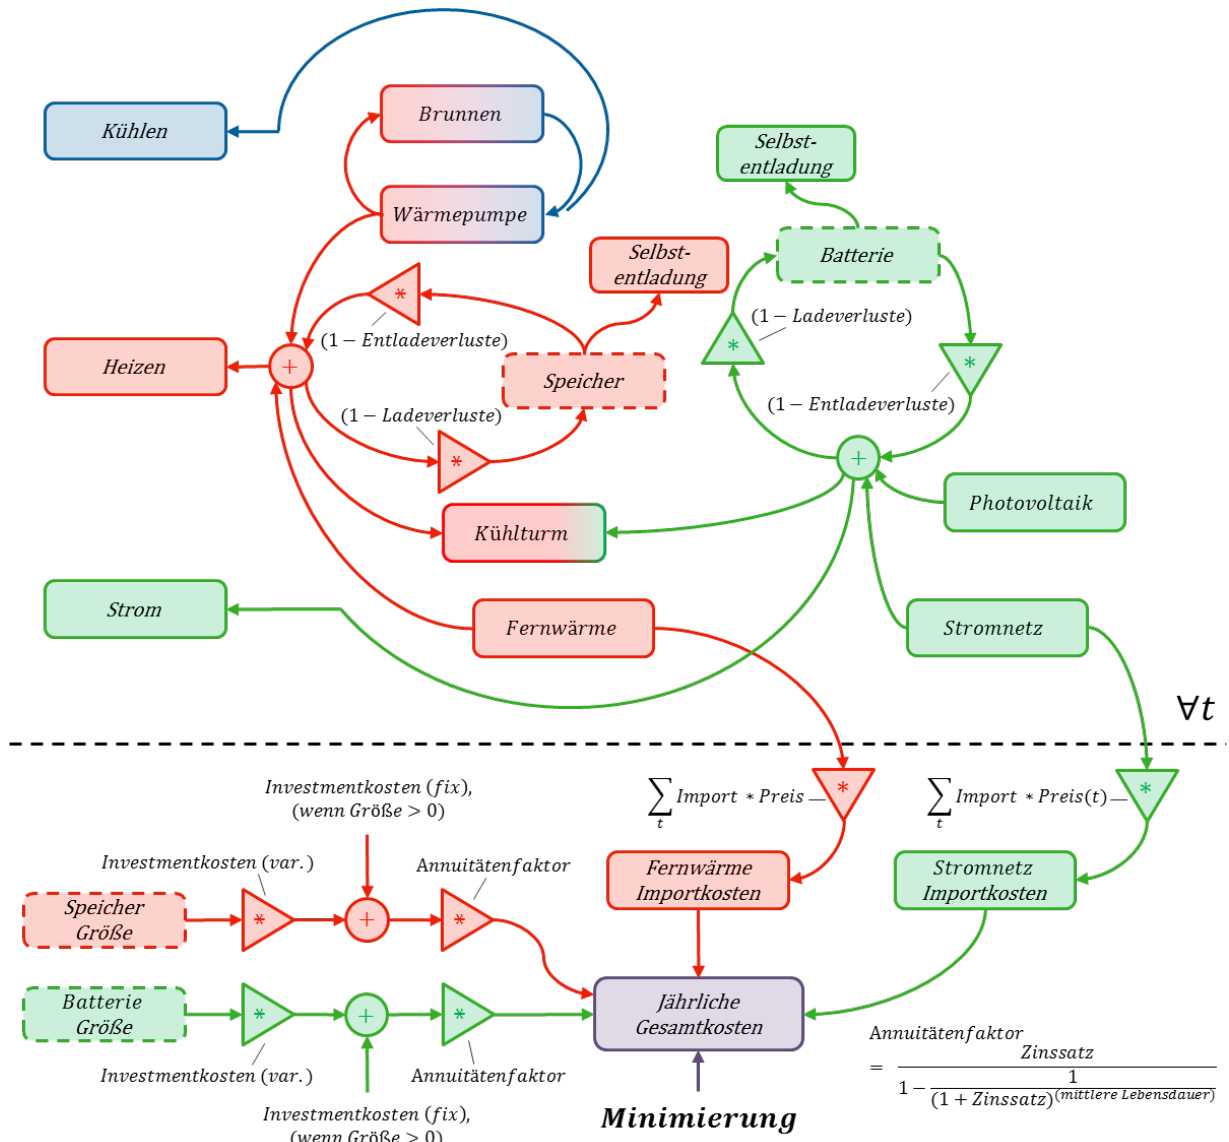 Brunnen
Kühlen
Selbst-
entladung
Wärmepumpe
Selbst-
entladung
Batterie
*
(1 − Ladeverluste)
(1 − Entladeverluste)
*
*
Heizen
+
Speicher
(1 − Entladeverluste)
(1 − Ladeverluste)
*
+
Photovoltaik
Kühlturm
Strom
Fernwärme
Stromnetz
∀t
Investmentkosten (fix),
(wenn Größe > 0)
∑ Import * Preis
t
*
∑ Import * Preis(t)
t
*
Investmentkosten (var.)
Annuitätenfaktor
Fernwärme
Importkosten
Stromnetz
Importkosten
Speicher
Größe
*
+
*
Batterie
Größe
*
+
*
Jährliche
Gesamtkosten
Investmentkosten (var.)
Annuitätenfaktor
Investmentkosten (fix),
(wenn Größe > 0)
Minimierung
Annuitätenfaktor
Zinssatz
=
1 −
1
(1 + Zinssatz)^(mittlere Lebensdauer)